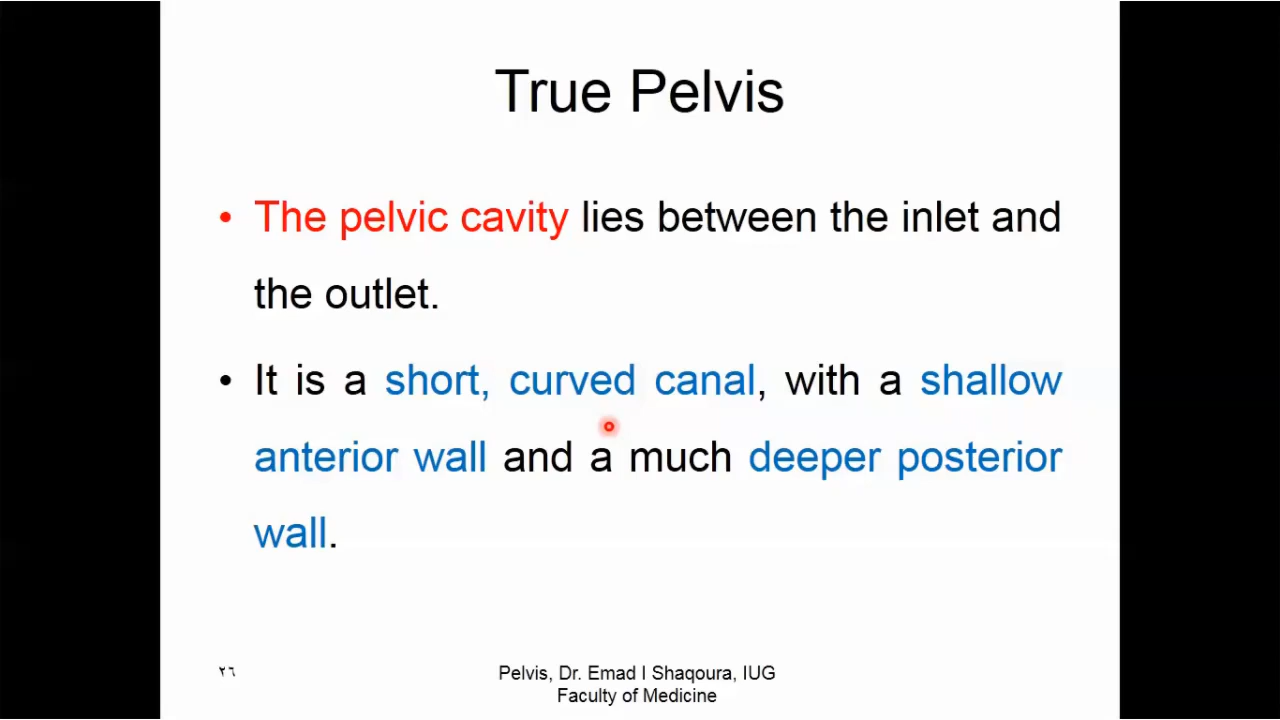 True Pelvis
• The pelvic cavity lies between the inlet and
the outlet.
• It is a short, curved canal, with a shallow
anterior wall and a much deeper posterior
wall.
٢٦
Pelvis, Dr. Emad I Shaqoura, IUG
Faculty of Medicine